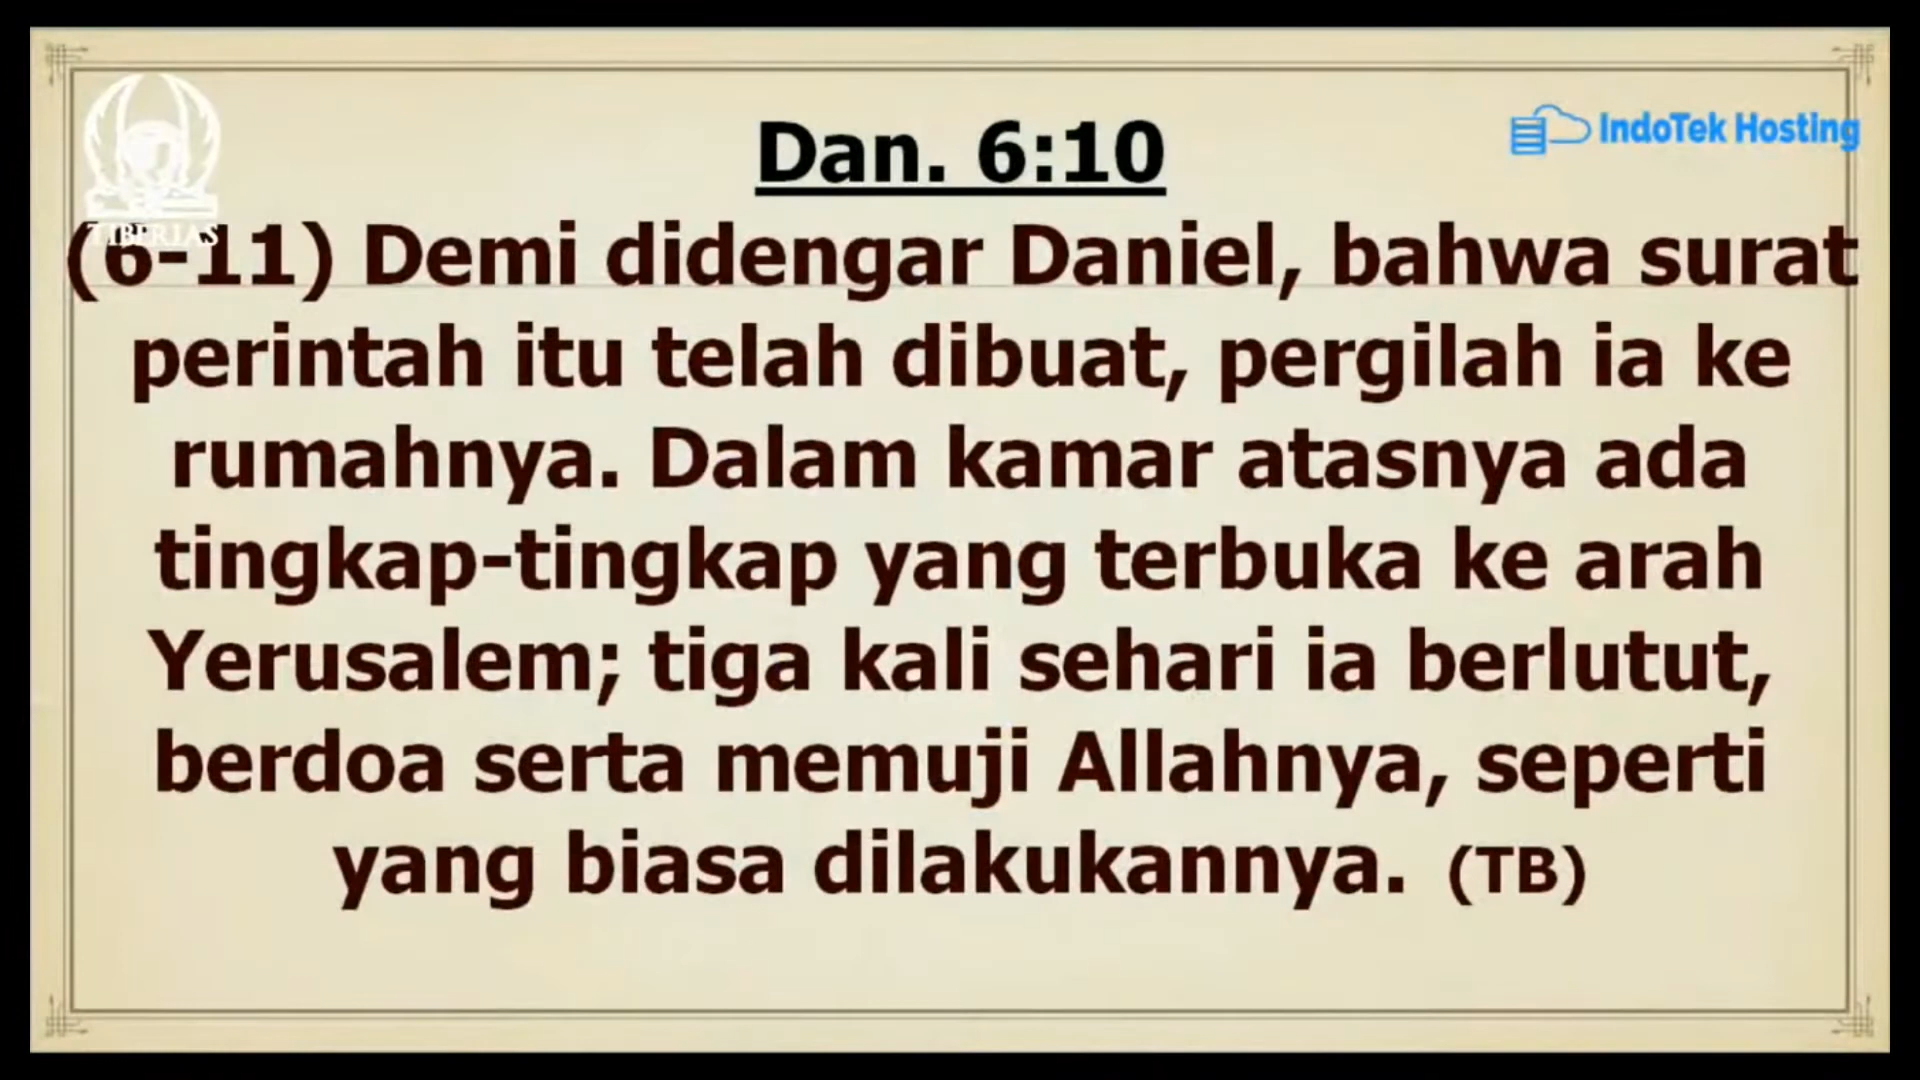 Dan. 6:10
TIBERIAS
IndoTek Hosting
(6-11) Demi didengar Daniel, bahwa surat
perintah itu telah dibuat, pergilah ia ke
rumahnya. Dalam kamar atasnya ada
tingkap-tingkap yang terbuka ke arah
Yerusalem; tiga kali sehari ia berlutut,
berdoa serta memuji Allahnya, seperti
yang biasa dilakukannya. (TB)